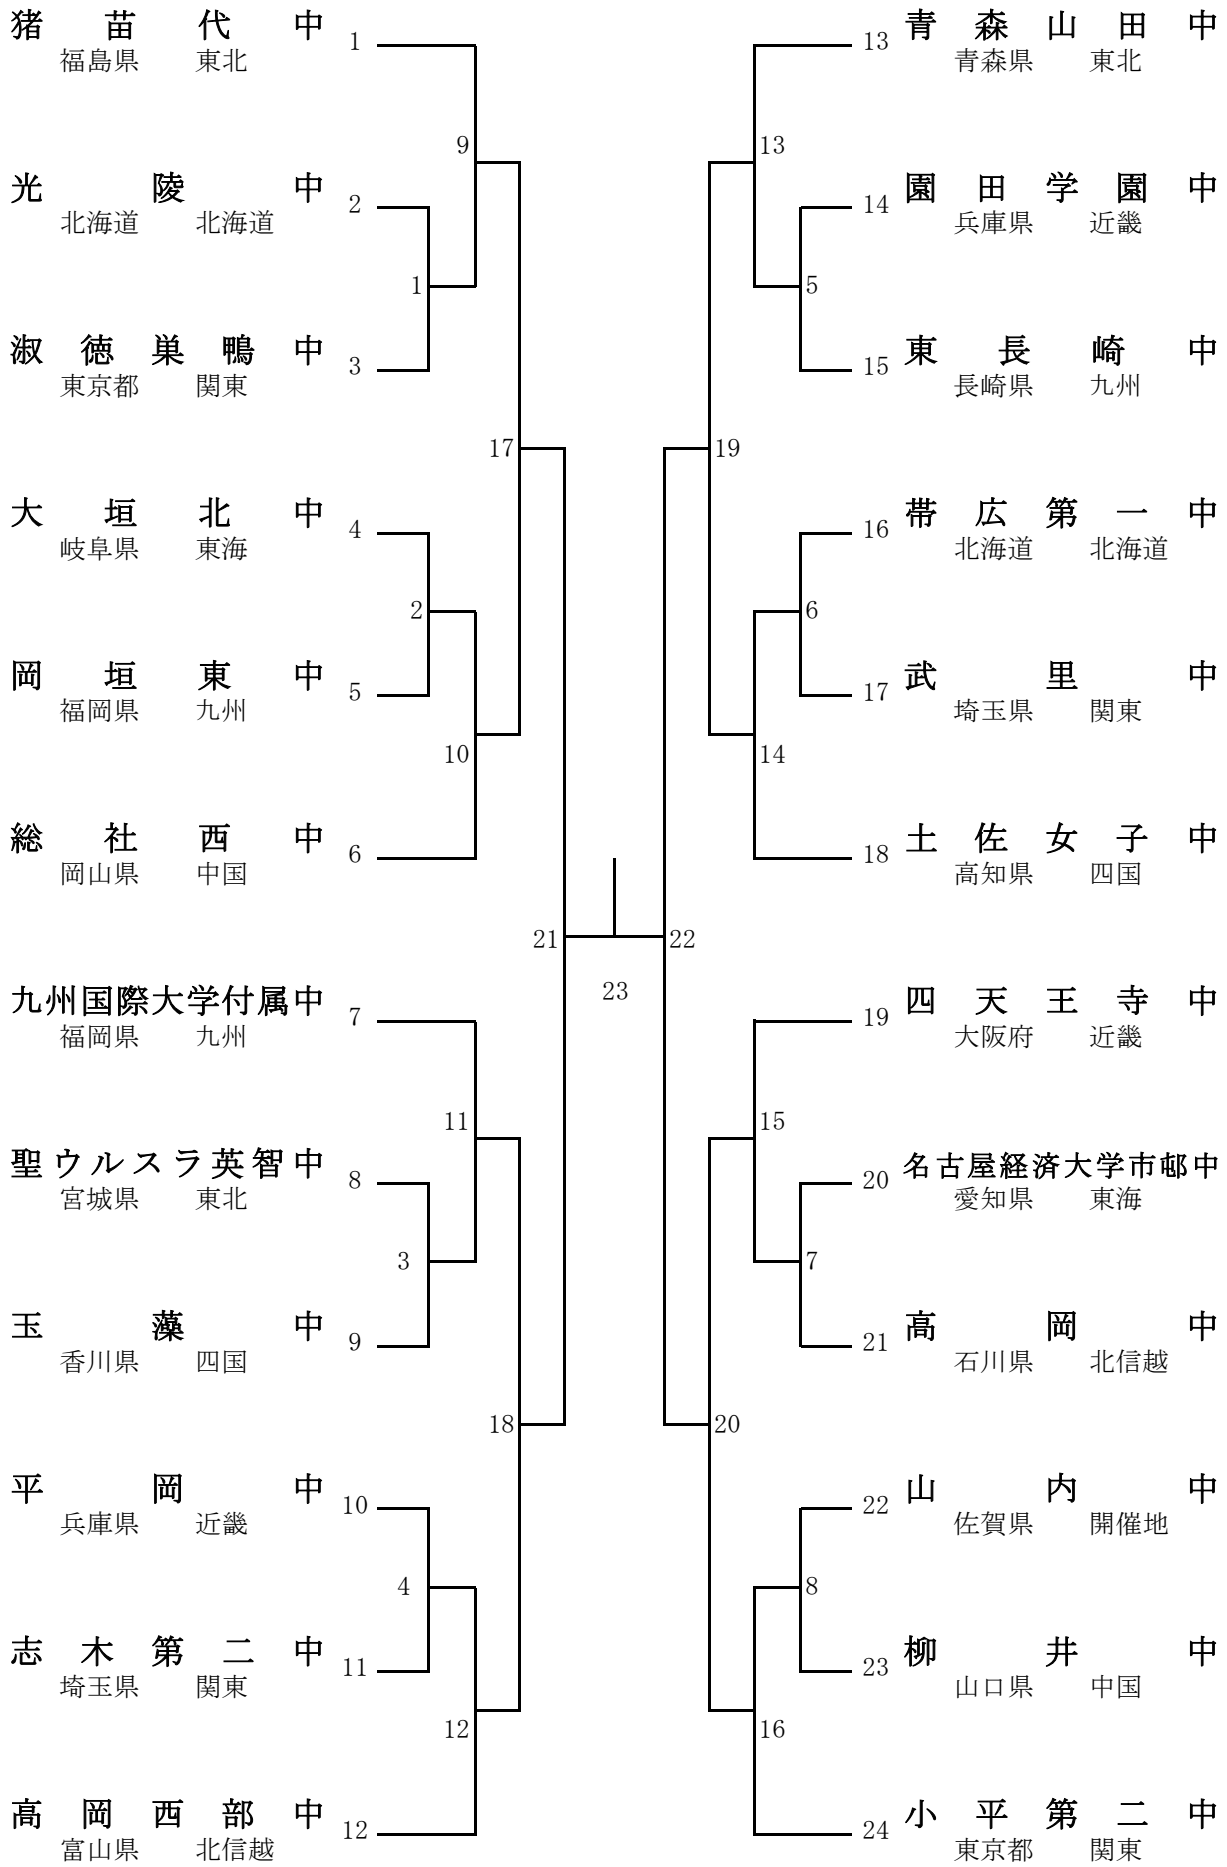 猪苗代中
1
福島県 東北
9
光陵中
2
北海道 北海道
1
淑徳巣鴨中
3
東京都 関東
17
大垣北中
4
岐阜県 東海
2
岡垣東中
5
福岡県 九州
10
総社西中
6
岡山県 中国
21
九州国際大学付属中
7
福岡県 九州
11
聖ウルスラ英智中
8
宮城県 東北
3
玉藻中
9
香川県 四国
18
平岡中
10
兵庫県 近畿
4
志木第二中
11
埼玉県 関東
12
高岡西部中
12
富山県 北信越
23
13
青森山田中
青森県 東北
13
14
園田学園中
兵庫県 近畿
5
15
東長崎中
長崎県 九州
19
16
帯広第一中
北海道 北海道
6
17
武里中
埼玉県 関東
14
18
土佐女子中
高知県 四国
22
19
四天王寺中
大阪府 近畿
15
20
名古屋経済大学市邨中
愛知県 東海
7
21
高岡中
石川県 北信越
20
22
山内中
佐賀県 開催地
8
23
柳井中
山口県 中国
16
24
小平第二中
東京都 関東